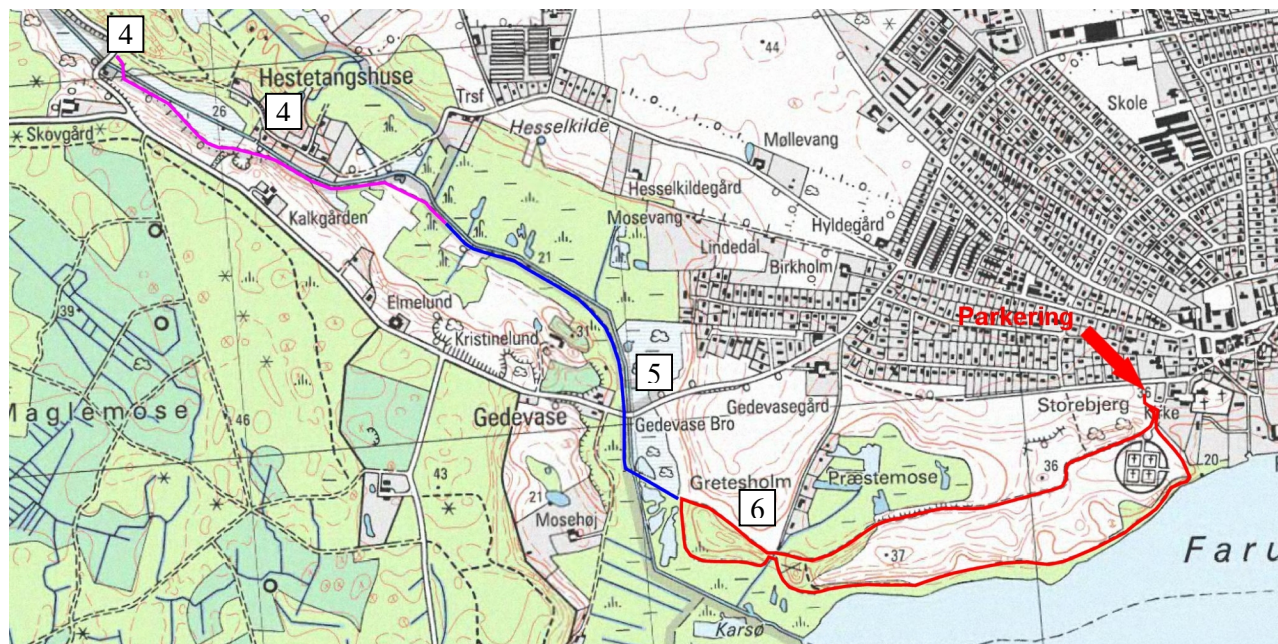 4
44
Skole
Hestetangshuse
Trsf
4
26
Hesselkilde
Skovgård
Møllevang
Hesselkildegård
Kalkgården
Mosevang
Hyldegård
Lindedal
21
Birkholm
Elmelund
39
Parkering
Kristinelund
31
5
Maglemose
Gedevase
Gedevasegård
Storebjerg
46
Gedevase Bro
43
36
20
Gretesholm
Præstemose
21
6
Mosehøj
37
Karsø